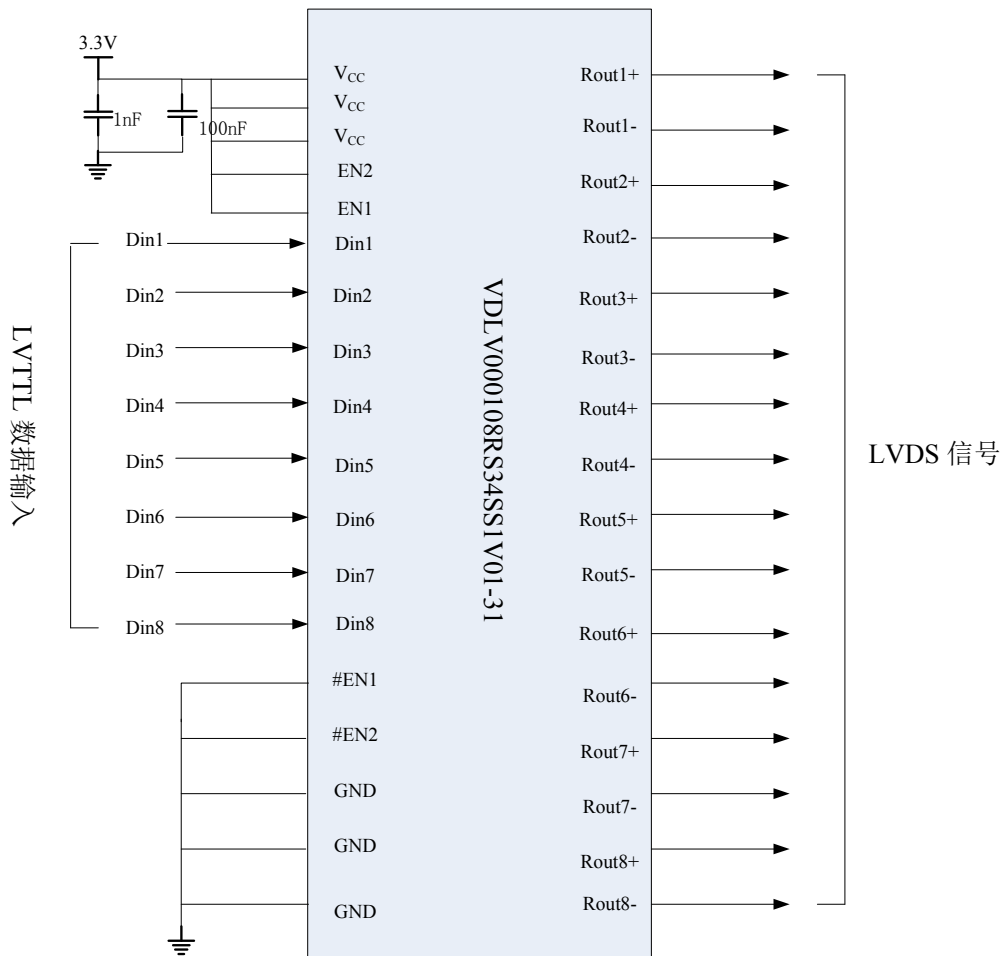 3.3V
1nF
100nF
VCC
VCC
VCC
EN2
EN1
Din1
Din2
Din3
Din4
Din5
Din6
Din7
Din8
LVTTL 数据输入
Din1
Din2
Din3
Din4
Din5
Din6
Din7
Din8
#EN1
#EN2
GND
GND
GND
VDLV000108RS34SS1V01-31
Rout1+
Rout1-
Rout2+
Rout2-
Rout3+
Rout3-
Rout4+
Rout4-
Rout5+
Rout5-
Rout6+
Rout6-
Rout7+
Rout7-
Rout8+
Rout8-
LVDS 信号